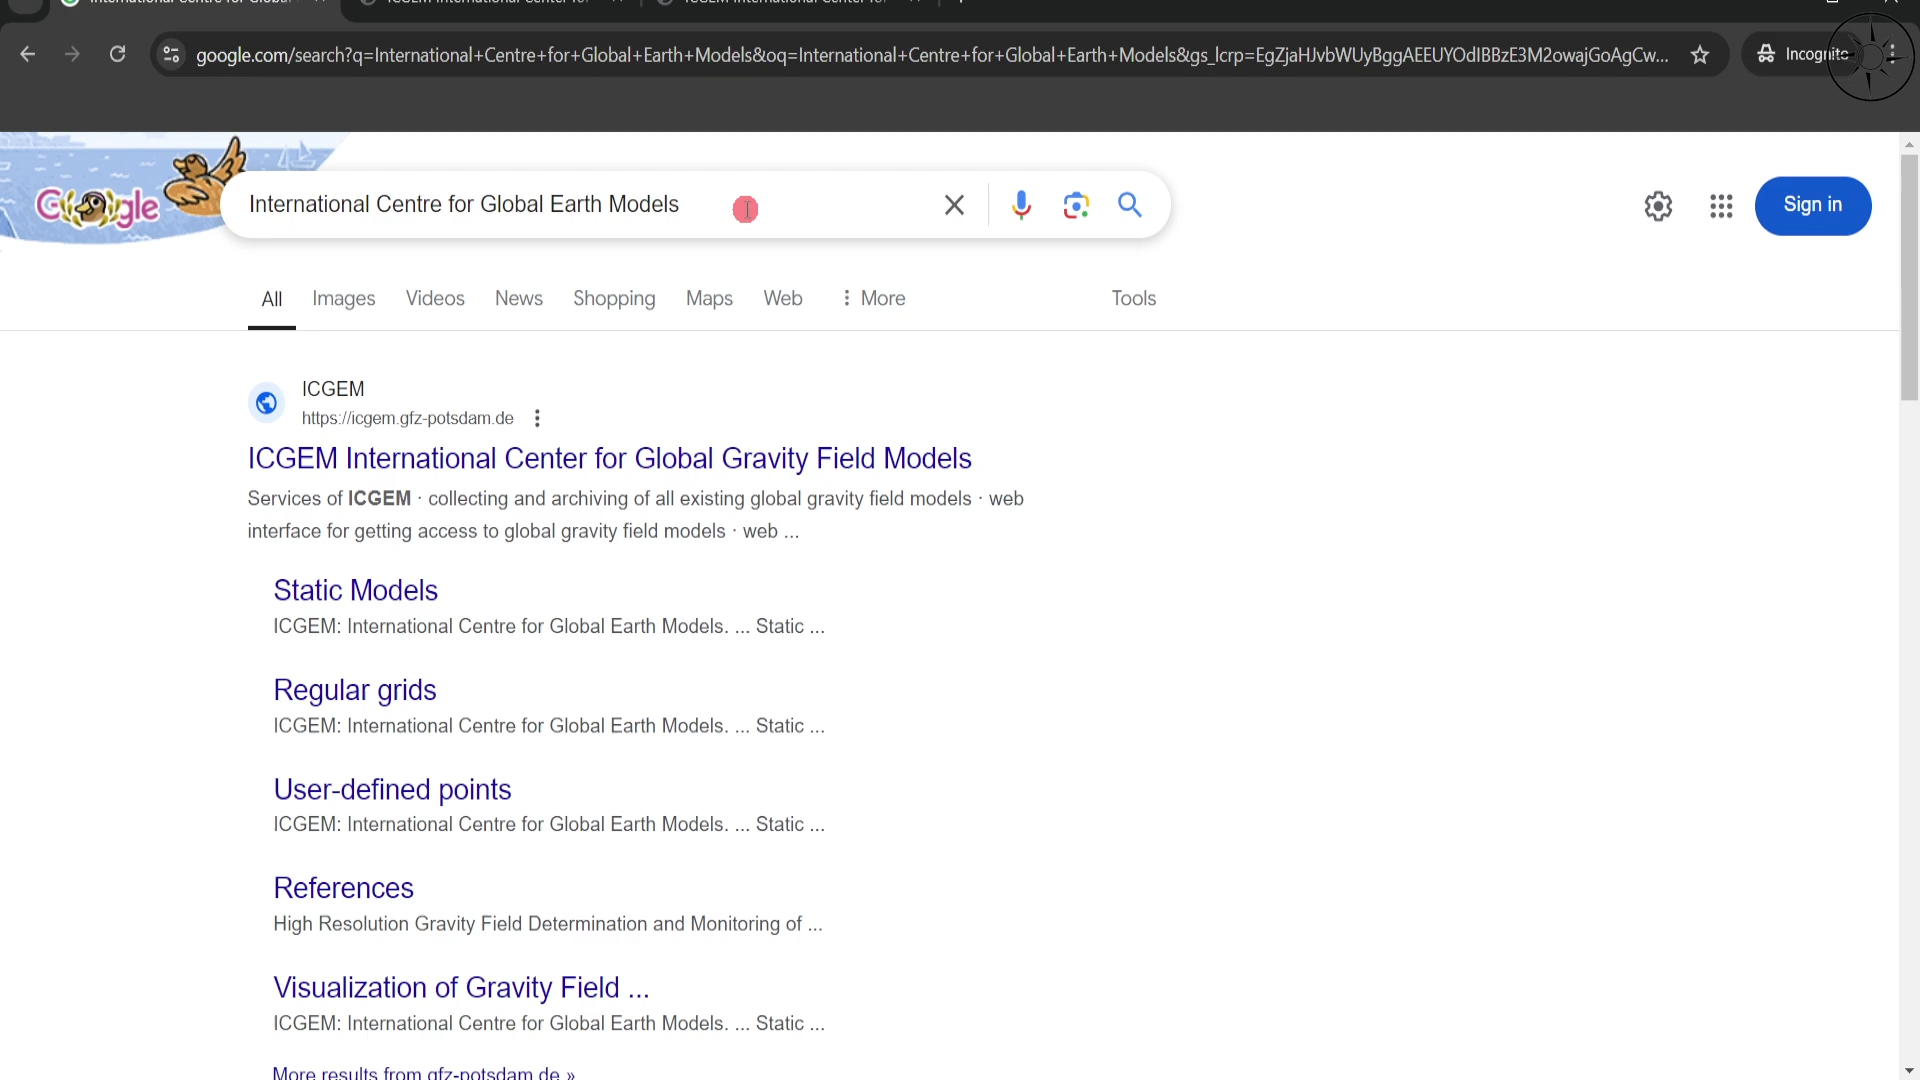 google.com/search?q=International+Centre+for+Global+Earth+Models&oq=International+Centre+for+Global+Earth+Models&gs_lcrp=EgZjaHJvbWUyBggAEEUYOdIBBzE3M2owajGoAgCw...
Incognito
Google
International Centre for Global Earth Models
Sign in
All Images Videos News Shopping Maps Web More Tools
ICGEM
https://icgem.gfz-potsdam.de
ICGEM International Center for Global Gravity Field Models
Services of ICGEM · collecting and archiving of all existing global gravity field models · web
interface for getting access to global gravity field models · web ...
Static Models
ICGEM: International Centre for Global Earth Models. ... Static ...
Regular grids
ICGEM: International Centre for Global Earth Models. ... Static ...
User-defined points
ICGEM: International Centre for Global Earth Models. ... Static ...
References
High Resolution Gravity Field Determination and Monitoring of ...
Visualization of Gravity Field ...
ICGEM: International Centre for Global Earth Models. ... Static ...
More results from gfz-potsdam.de »